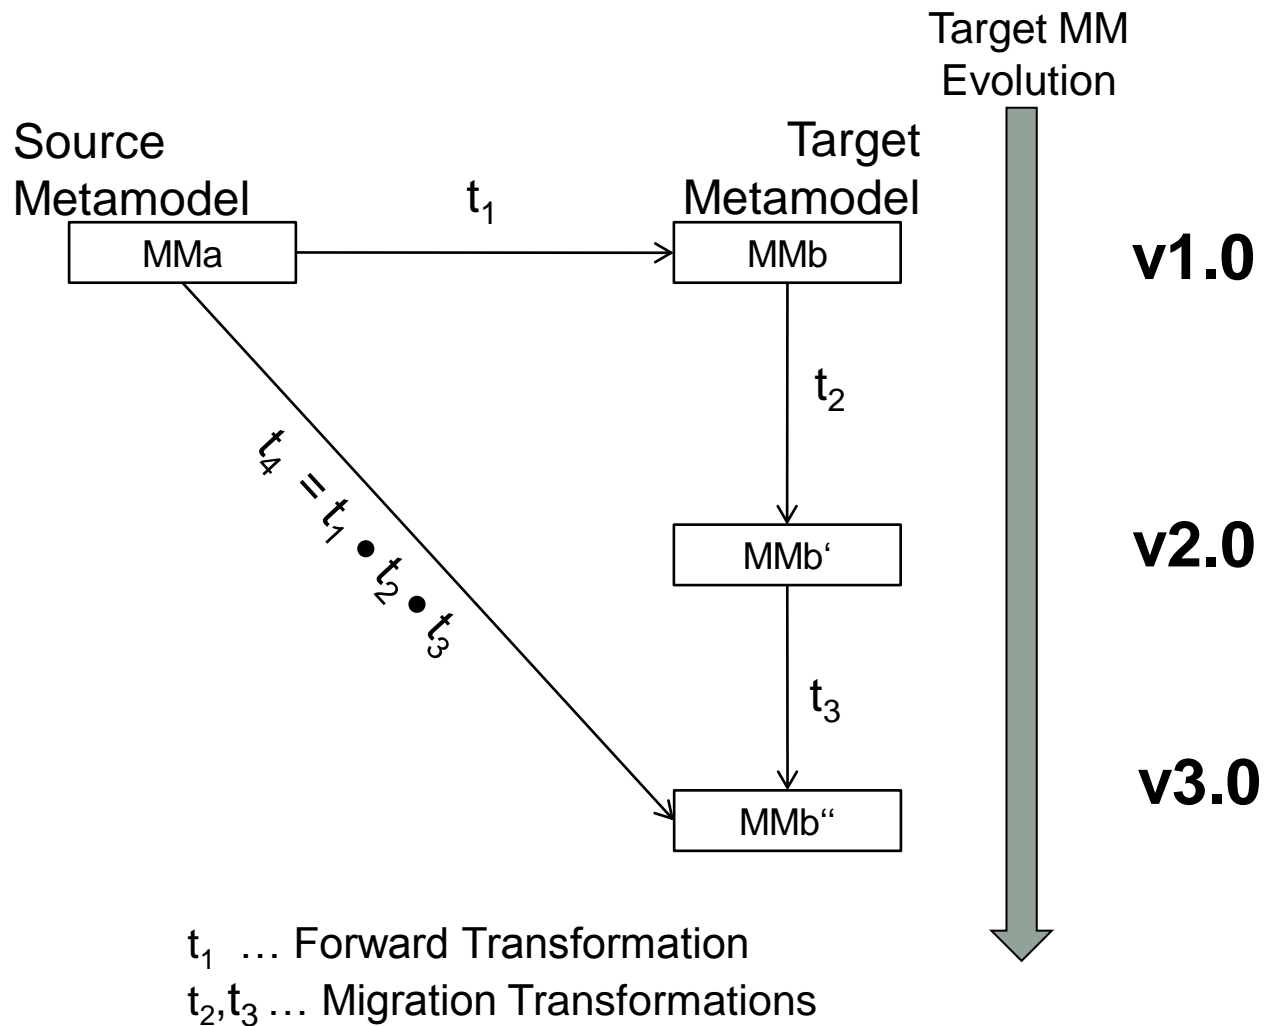 Target MM
Evolution
Source
Metamodel
Target
Metamodel
t₁
MMa
MMb
v1.0
t₂
t₄ = t₁ • t₂ • t₃
MMb‘
v2.0
t₃
MMb“
v3.0
t₁ … Forward Transformation
t₂,t₃ … Migration Transformations